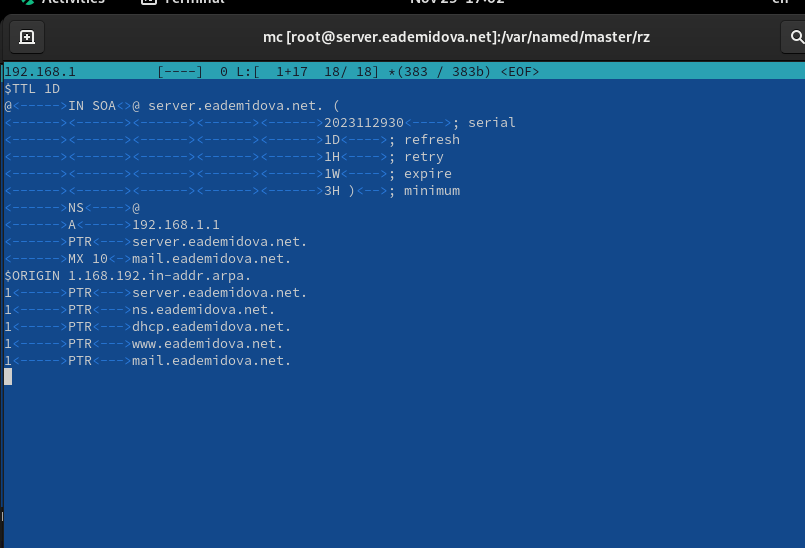 Activities Terminal Nov 29 17:02 en
mc [root@server.eademidova.net]:/var/named/master/rz
192.168.1 [----] 0 L:[ 1+17 18/ 18] *(383 / 383b) <EOF>
$TTL 1D
@<----->IN SOA<>@ server.eademidova.net. (
<------><------><------><------><------>2023112930<---->; serial
<------><------><------><------><------>1D<---->; refresh
<------><------><------><------><------>1H<---->; retry
<------><------><------><------><------>1W<---->; expire
<------><------><------><------><------>3H )<-->; minimum
<------>NS<---->@
<------>A<----->192.168.1.1
<------>PTR<--->server.eademidova.net.
<------>MX 10<->mail.eademidova.net.
$ORIGIN 1.168.192.in-addr.arpa.
1<----->PTR<--->server.eademidova.net.
1<----->PTR<--->ns.eademidova.net.
1<----->PTR<--->dhcp.eademidova.net.
1<----->PTR<--->www.eademidova.net.
1<----->PTR<--->mail.eademidova.net.